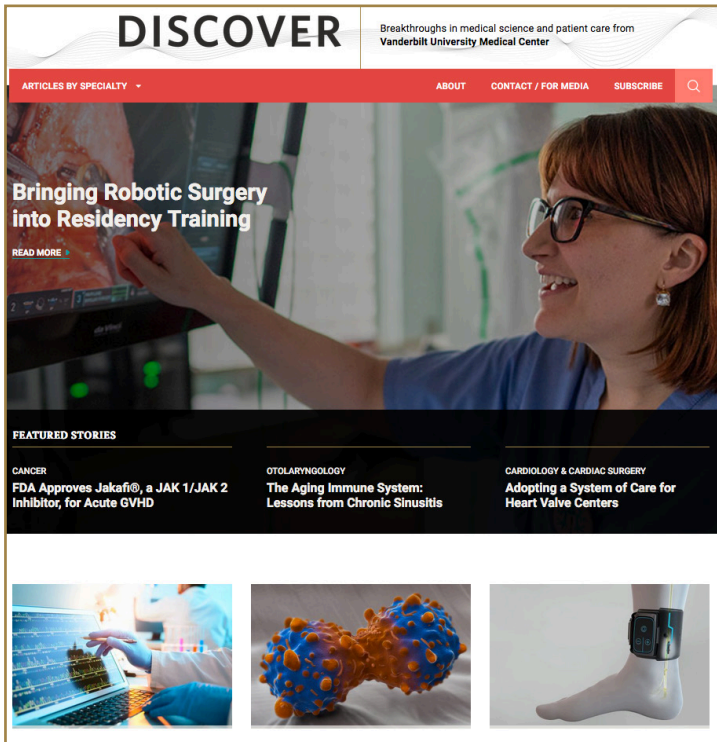 DISCOVER
Breakthroughs in medical science and patient care from
Vanderbilt University Medical Center
ARTICLES BY SPECIALTY
ABOUT
CONTACT / FOR MEDIA
SUBSCRIBE
Bringing Robotic Surgery
into Residency Training
READ MORE
da Vinci
FEATURED STORIES
CANCER
FDA Approves Jakafi®, a JAK 1/JAK 2
Inhibitor, for Acute GVHD
OTOLARYNGOLOGY
The Aging Immune System:
Lessons from Chronic Sinusitis
CARDIOLOGY & CARDIAC SURGERY
Adopting a System of Care for
Heart Valve Centers